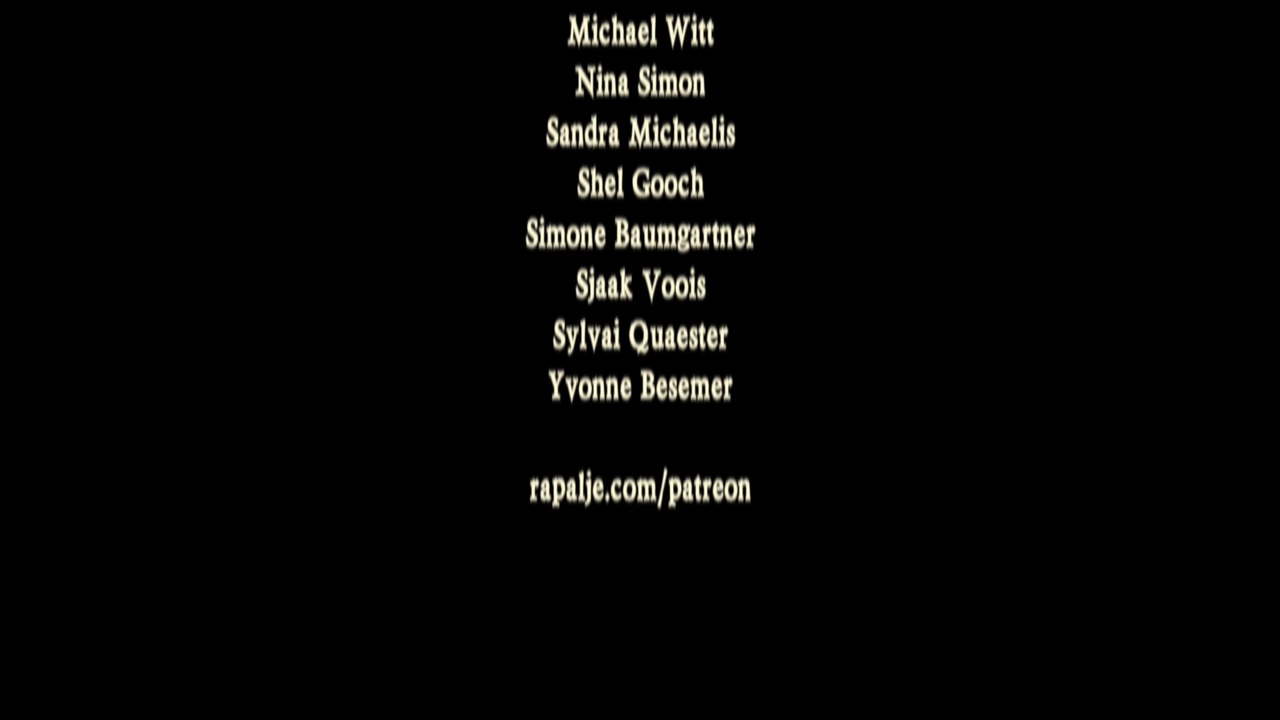 Michael Witt
Nina Simon
Sandra Michaelis
Shel Gooch
Simone Baumgartner
Sjaak Voois
Sylvai Quaester
Yvonne Besemer
rapalje.com/patreon